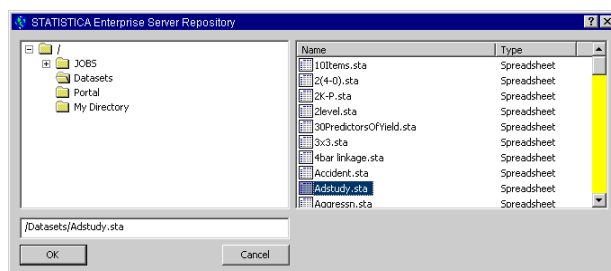 STATISTICA Enterprise Server Repository
/
JOBS
Datasets
Portal
My Directory
Name Type
10Items.sta Spreadsheet
2(4-0).sta Spreadsheet
2K-P.sta Spreadsheet
2level.sta Spreadsheet
30PredictorsOfYield.sta Spreadsheet
3x3.sta Spreadsheet
4bar linkage.sta Spreadsheet
Accident.sta Spreadsheet
Adstudy.sta Spreadsheet
Aggressn.sta Spreadsheet
/Datasets/Adstudy.sta
OK Cancel